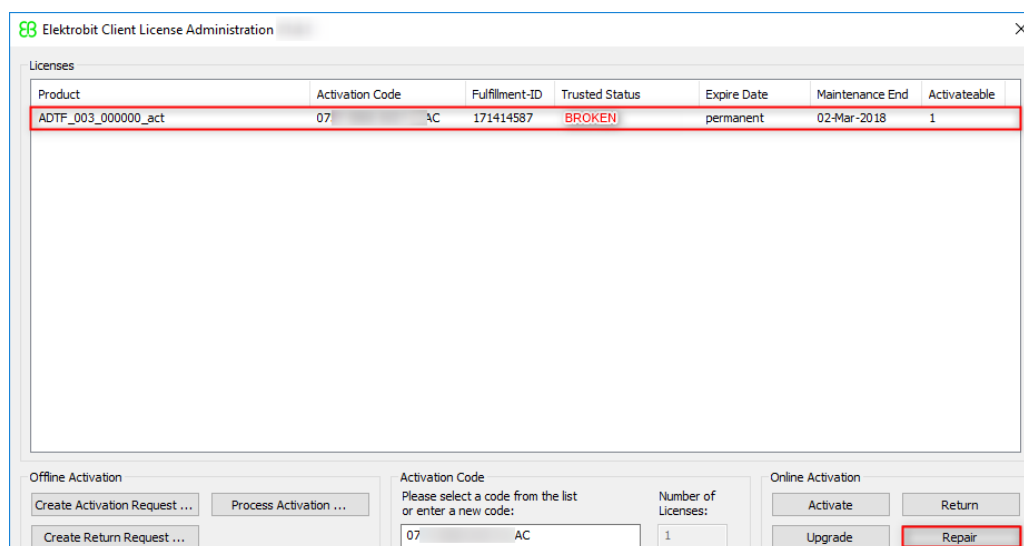 EB Elektrobit Client License Administration
Licenses
Product Activation Code Fulfillment-ID Trusted Status Expire Date Maintenance End Activateable
ADTF_003_000000_act 07 AC 171414587 BROKEN permanent 02-Mar-2018 1
Offline Activation
Create Activation Request ... Process Activation ...
Create Return Request ...
Activation Code
Please select a code from the list
or enter a new code:
Number of
Licenses:
07 AC
1
Online Activation
Activate Return
Upgrade Repair